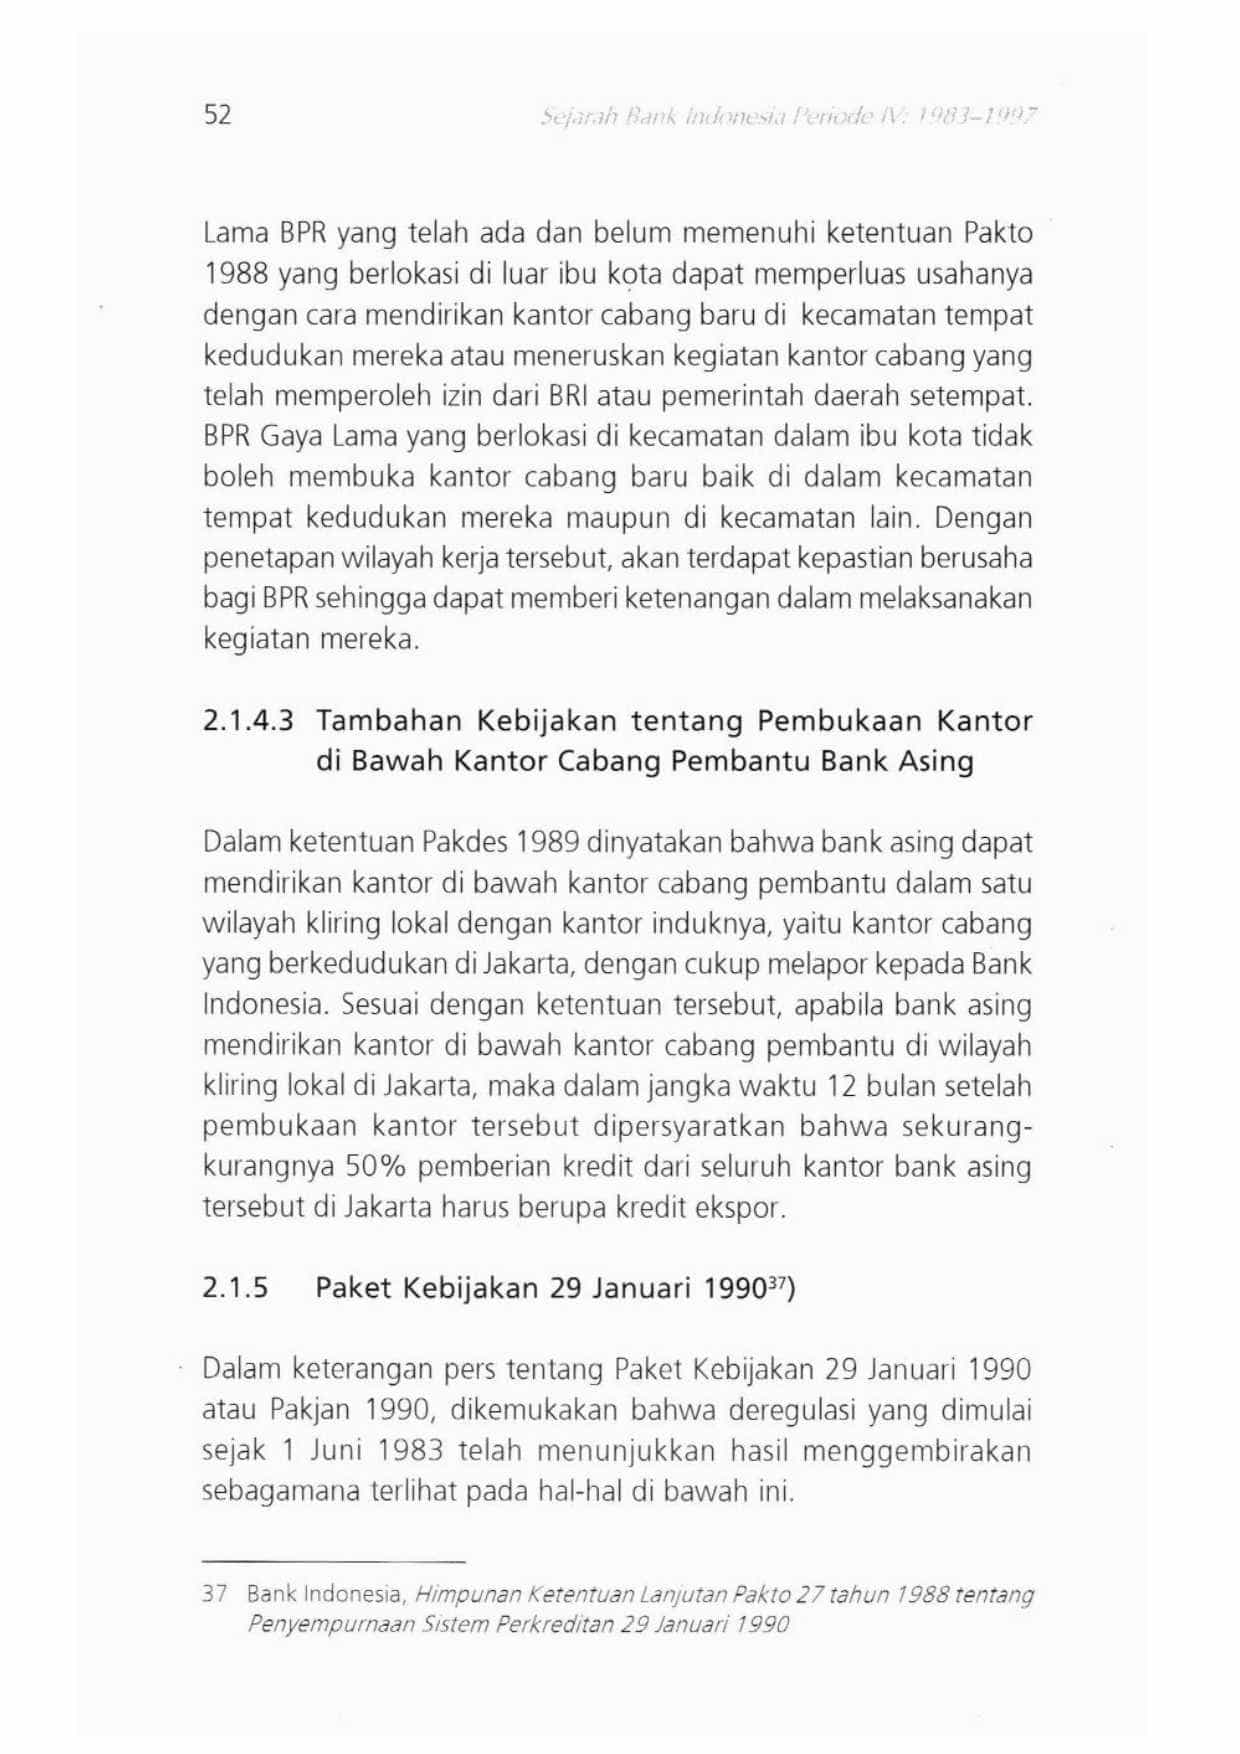 52
Sejarah Bank Indonesia Periode IV: 1983–1997
Lama BPR yang telah ada dan belum memenuhi ketentuan Pakto
1988 yang berlokasi di luar ibu kota dapat memperluas usahanya
dengan cara mendirikan kantor cabang baru di kecamatan tempat
kedudukan mereka atau meneruskan kegiatan kantor cabang yang
telah memperoleh izin dari BRI atau pemerintah daerah setempat.
BPR Gaya Lama yang berlokasi di kecamatan dalam ibu kota tidak
boleh membuka kantor cabang baru baik di dalam kecamatan
tempat kedudukan mereka maupun di kecamatan lain. Dengan
penetapan wilayah kerja tersebut, akan terdapat kepastian berusaha
bagi BPR sehingga dapat memberi ketenangan dalam melaksanakan
kegiatan mereka.
2.1.4.3 Tambahan Kebijakan tentang Pembukaan Kantor
di Bawah Kantor Cabang Pembantu Bank Asing
Dalam ketentuan Pakdes 1989 dinyatakan bahwa bank asing dapat
mendirikan kantor di bawah kantor cabang pembantu dalam satu
wilayah kliring lokal dengan kantor induknya, yaitu kantor cabang
yang berkedudukan di Jakarta, dengan cukup melapor kepada Bank
Indonesia. Sesuai dengan ketentuan tersebut, apabila bank asing
mendirikan kantor di bawah kantor cabang pembantu di wilayah
kliring lokal di Jakarta, maka dalam jangka waktu 12 bulan setelah
pembukaan kantor tersebut dipersyaratkan bahwa sekurang-
kurangnya 50% pemberian kredit dari seluruh kantor bank asing
tersebut di Jakarta harus berupa kredit ekspor.
2.1.5 Paket Kebijakan 29 Januari 1990³⁷)
Dalam keterangan pers tentang Paket Kebijakan 29 Januari 1990
atau Pakjan 1990, dikemukakan bahwa deregulasi yang dimulai
sejak 1 Juni 1983 telah menunjukkan hasil menggembirakan
sebagamana terlihat pada hal-hal di bawah ini.
37 Bank Indonesia, Himpunan Ketentuan Lanjutan Pakto 27 tahun 1988 tentang
Penyempurnaan Sistem Perkreditan 29 Januari 1990